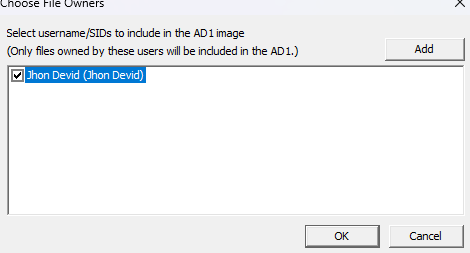 Choose File Owners
Select username/SIDs to include in the AD1 image
(Only files owned by these users will be included in the AD1.)
Add
Jhon Devid (Jhon Devid)
OK
Cancel